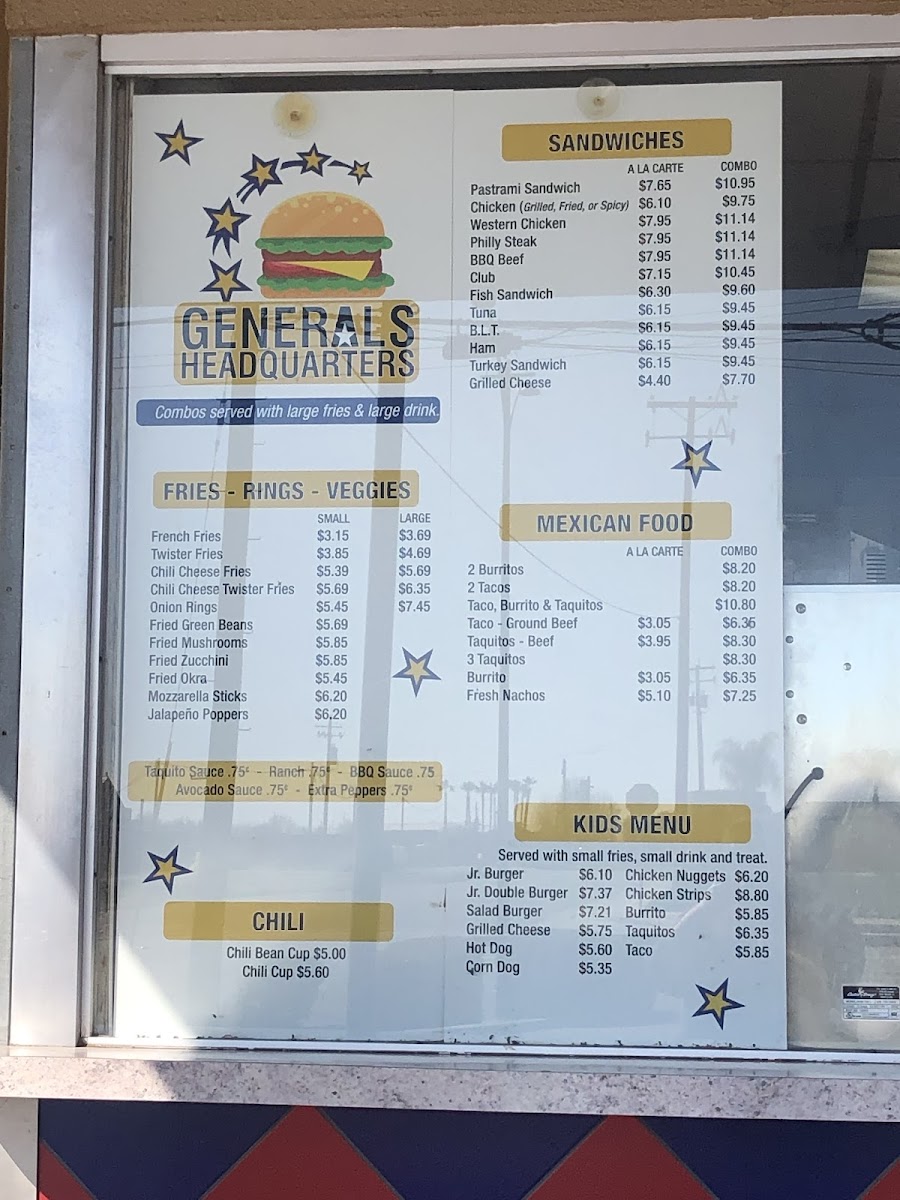 GENERALS
HEADQUARTERS
Combos served with large fries & large drink.
FRIES - RINGS - VEGGIES
SMALL LARGE
French Fries $3.15 $3.69
Twister Fries $3.85 $4.69
Chili Cheese Fries $5.39 $5.69
Chili Cheese Twister Fries $5.69 $6.35
Onion Rings $5.45 $7.45
Fried Green Beans $5.69
Fried Mushrooms $5.85
Fried Zucchini $5.85
Fried Okra $5.45
Mozzarella Sticks $6.20
Jalapeño Poppers $6.20
Taquito Sauce .75¢ - Ranch .75¢ - BBQ Sauce .75
Avocado Sauce .75¢ - Extra Peppers .75¢
CHILI
Chili Bean Cup $5.00
Chili Cup $5.60
SANDWICHES
A LA CARTE COMBO
Pastrami Sandwich $7.65 $10.95
Chicken (Grilled, Fried, or Spicy) $6.10 $9.75
Western Chicken $7.95 $11.14
Philly Steak $7.95 $11.14
BBQ Beef $7.95 $11.14
Club $7.15 $10.45
Fish Sandwich $6.30 $9.60
Tuna $6.15 $9.45
B.L.T. $6.15 $9.45
Ham $6.15 $9.45
Turkey Sandwich $6.15 $9.45
Grilled Cheese $4.40 $7.70
MEXICAN FOOD
A LA CARTE COMBO
2 Burritos $8.20
2 Tacos $8.20
Taco, Burrito & Taquitos $10.80
Taco - Ground Beef $3.05 $6.36
Taquitos - Beef $3.95 $8.30
3 Taquitos $8.30
Burrito $3.05 $6.35
Fresh Nachos $5.10 $7.25
KIDS MENU
Served with small fries, small drink and treat.
Jr. Burger $6.10 Chicken Nuggets $6.20
Jr. Double Burger $7.37 Chicken Strips $8.80
Salad Burger $7.21 Burrito $5.85
Grilled Cheese $5.75 Taquitos $6.35
Hot Dog $5.60 Taco $5.85
Corn Dog $5.35